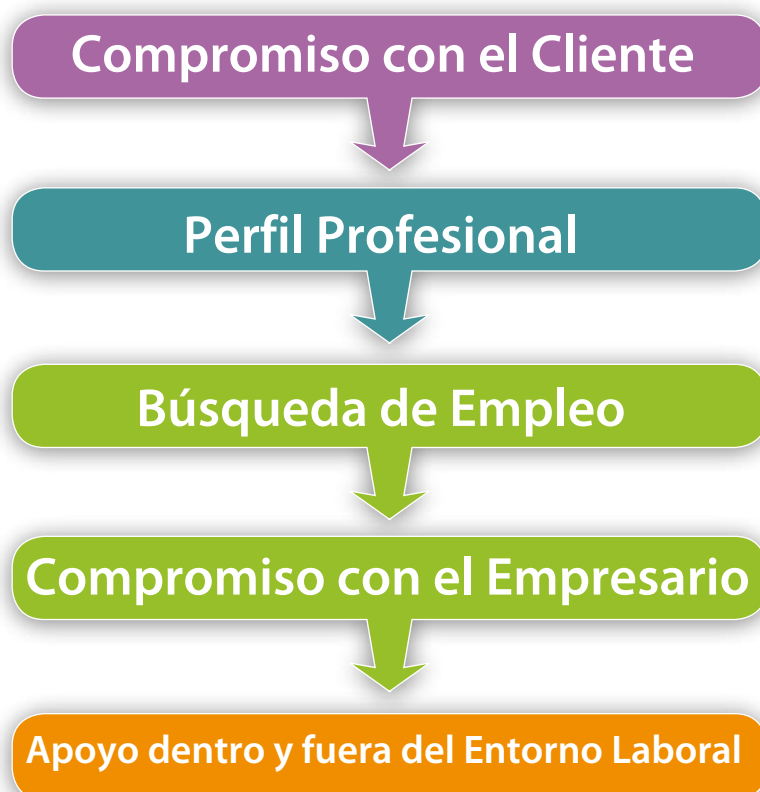 Compromiso con el Cliente
Perfil Profesional
Búsqueda de Empleo
Compromiso con el Empresario
Apoyo dentro y fuera del Entorno Laboral